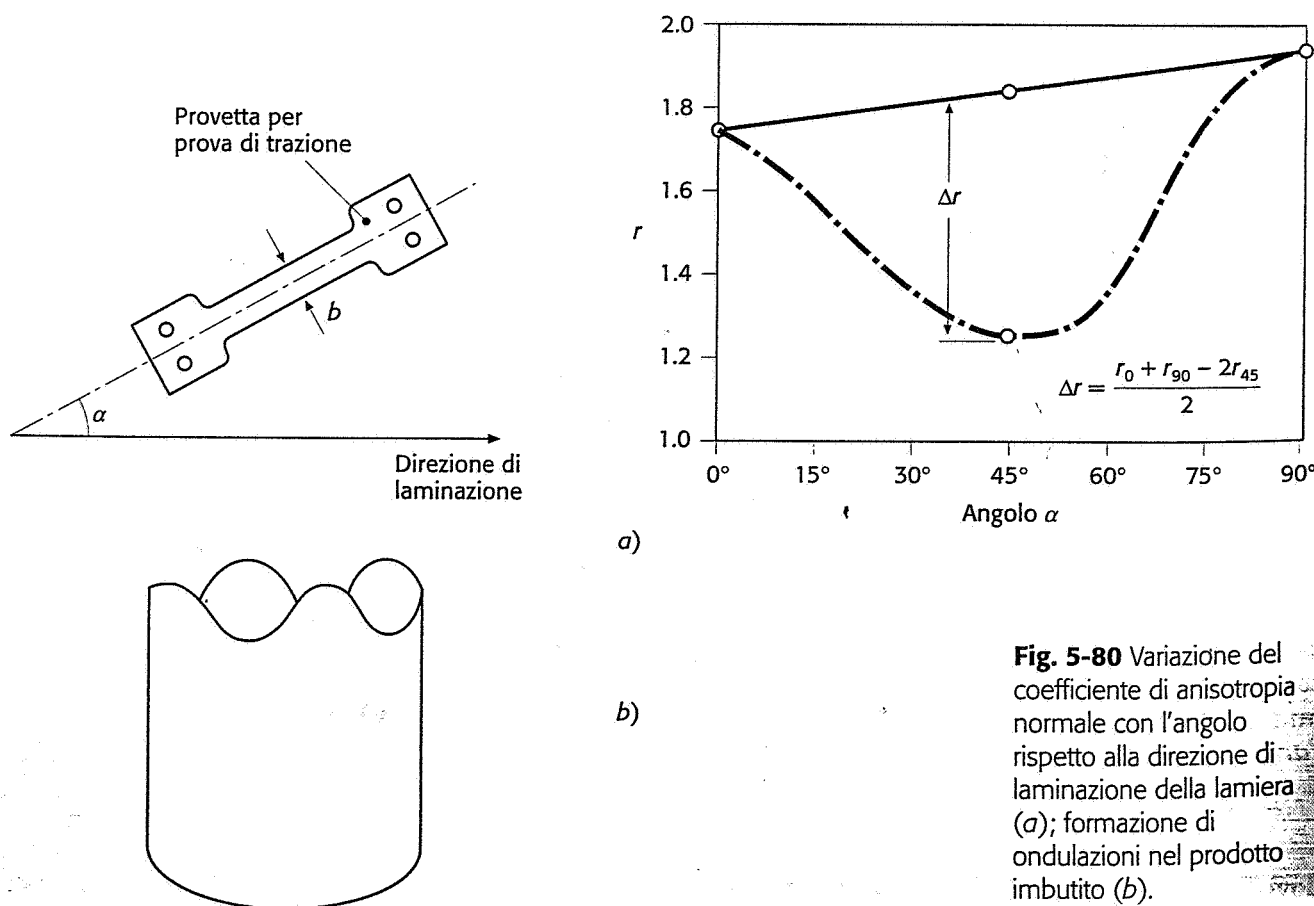 Provetta per
prova di trazione
b
α
Direzione di
laminazione
2.0
1.8
1.6
r
1.4
1.2
1.0
Δr
Δr = (r₀ + r₉₀ − 2r₄₅) / 2
0° 15° 30° 45° 60° 75° 90°
Angolo α
a)
b)
Fig. 5-80 Variazione del
coefficiente di anisotropia
normale con l'angolo
rispetto alla direzione di
laminazione della lamiera
(a); formazione di
ondulazioni nel prodotto
imbutito (b).